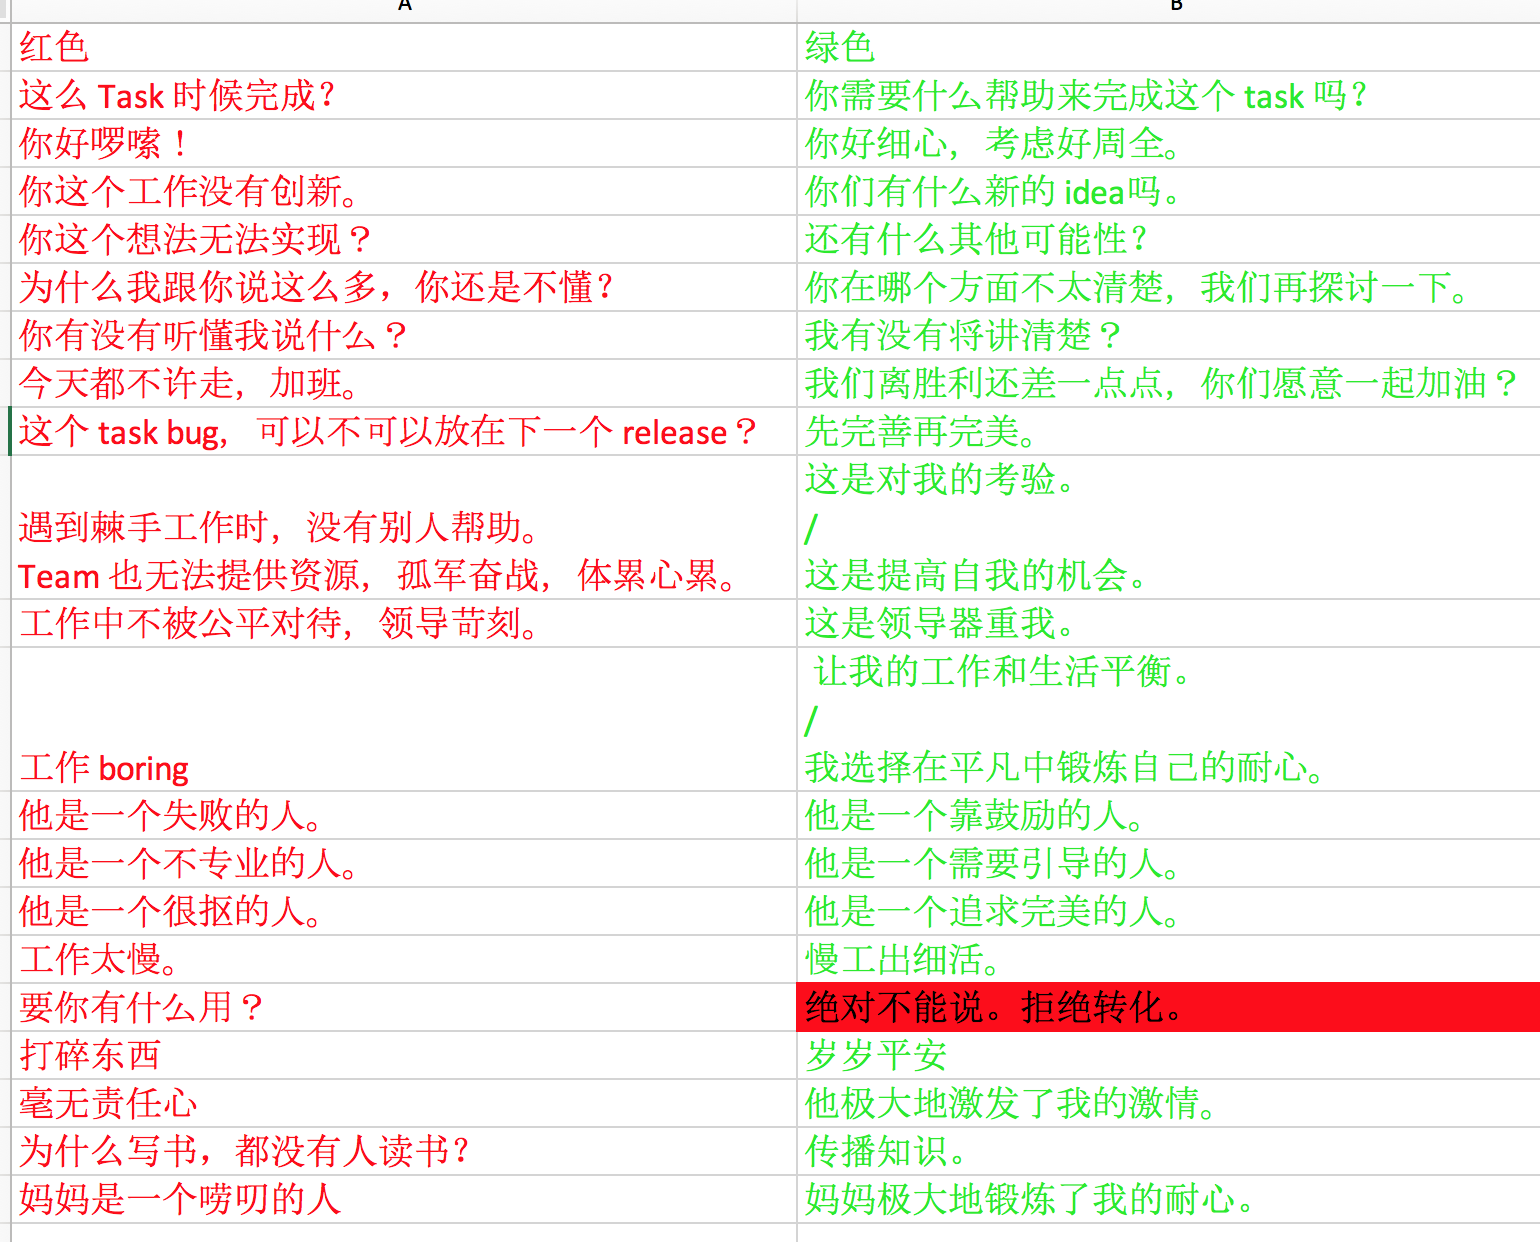 A B
红色 绿色
这么 Task 时候完成? 你需要什么帮助来完成这个 task 吗?
你好啰嗦！ 你好细心，考虑好周全。
你这个工作没有创新。 你们有什么新的 idea吗。
你这个想法无法实现？ 还有什么其他可能性?
为什么我跟你说这么多，你还是不懂? 你在哪个方面不太清楚，我们再探讨一下。
你有没有听懂我说什么？ 我有没有将讲清楚？
今天都不许走，加班。 我们离胜利还差一点点，你们愿意一起加油？
这个 task bug，可以不可以放在下一个 release？ 先完善再完美。
这是对我的考验。
遇到棘手工作时，没有别人帮助。 /
Team 也无法提供资源，孤军奋战，体累心累。 这是提高自我的机会。
工作中不被公平对待，领导苛刻。 这是领导器重我。
让我的工作和生活平衡。
/
工作 boring 我选择在平凡中锻炼自己的耐心。
他是一个失败的人。 他是一个靠鼓励的人。
他是一个不专业的人。 他是一个需要引导的人。
他是一个很抠的人。 他是一个追求完美的人。
工作太慢。 慢工出细活。
要你有什么用？ 绝对不能说。拒绝转化。
打碎东西 岁岁平安
毫无责任心 他极大地激发了我的激情。
为什么写书，都没有人读书? 传播知识。
妈妈是一个唠叨的人 妈妈极大地锻炼了我的耐心。